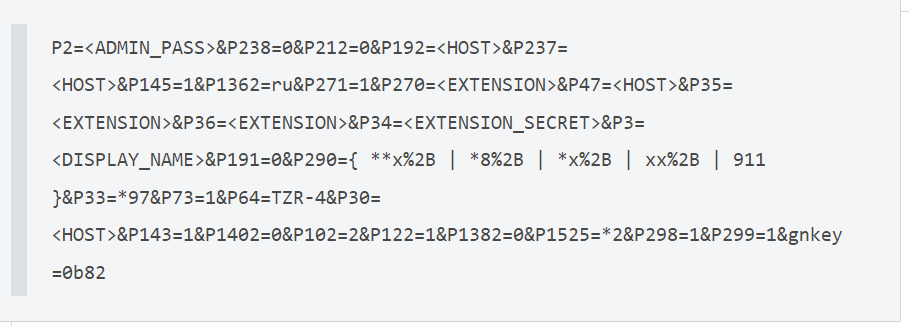 P2=<ADMIN_PASS>&P238=0&P212=0&P192=<HOST>&P237=
<HOST>&P145=1&P1362=ru&P271=1&P270=<EXTENSION>&P47=<HOST>&P35=
<EXTENSION>&P36=<EXTENSION>&P34=<EXTENSION_SECRET>&P3=
<DISPLAY_NAME>&P191=0&P290={ **x%2B | *8%2B | *x%2B | xx%2B | 911
}&P33=*97&P73=1&P64=TZR-4&P30=
<HOST>&P143=1&P1402=0&P102=2&P122=1&P1382=0&P1525=*2&P298=1&P299=1&gnkey
=0b82